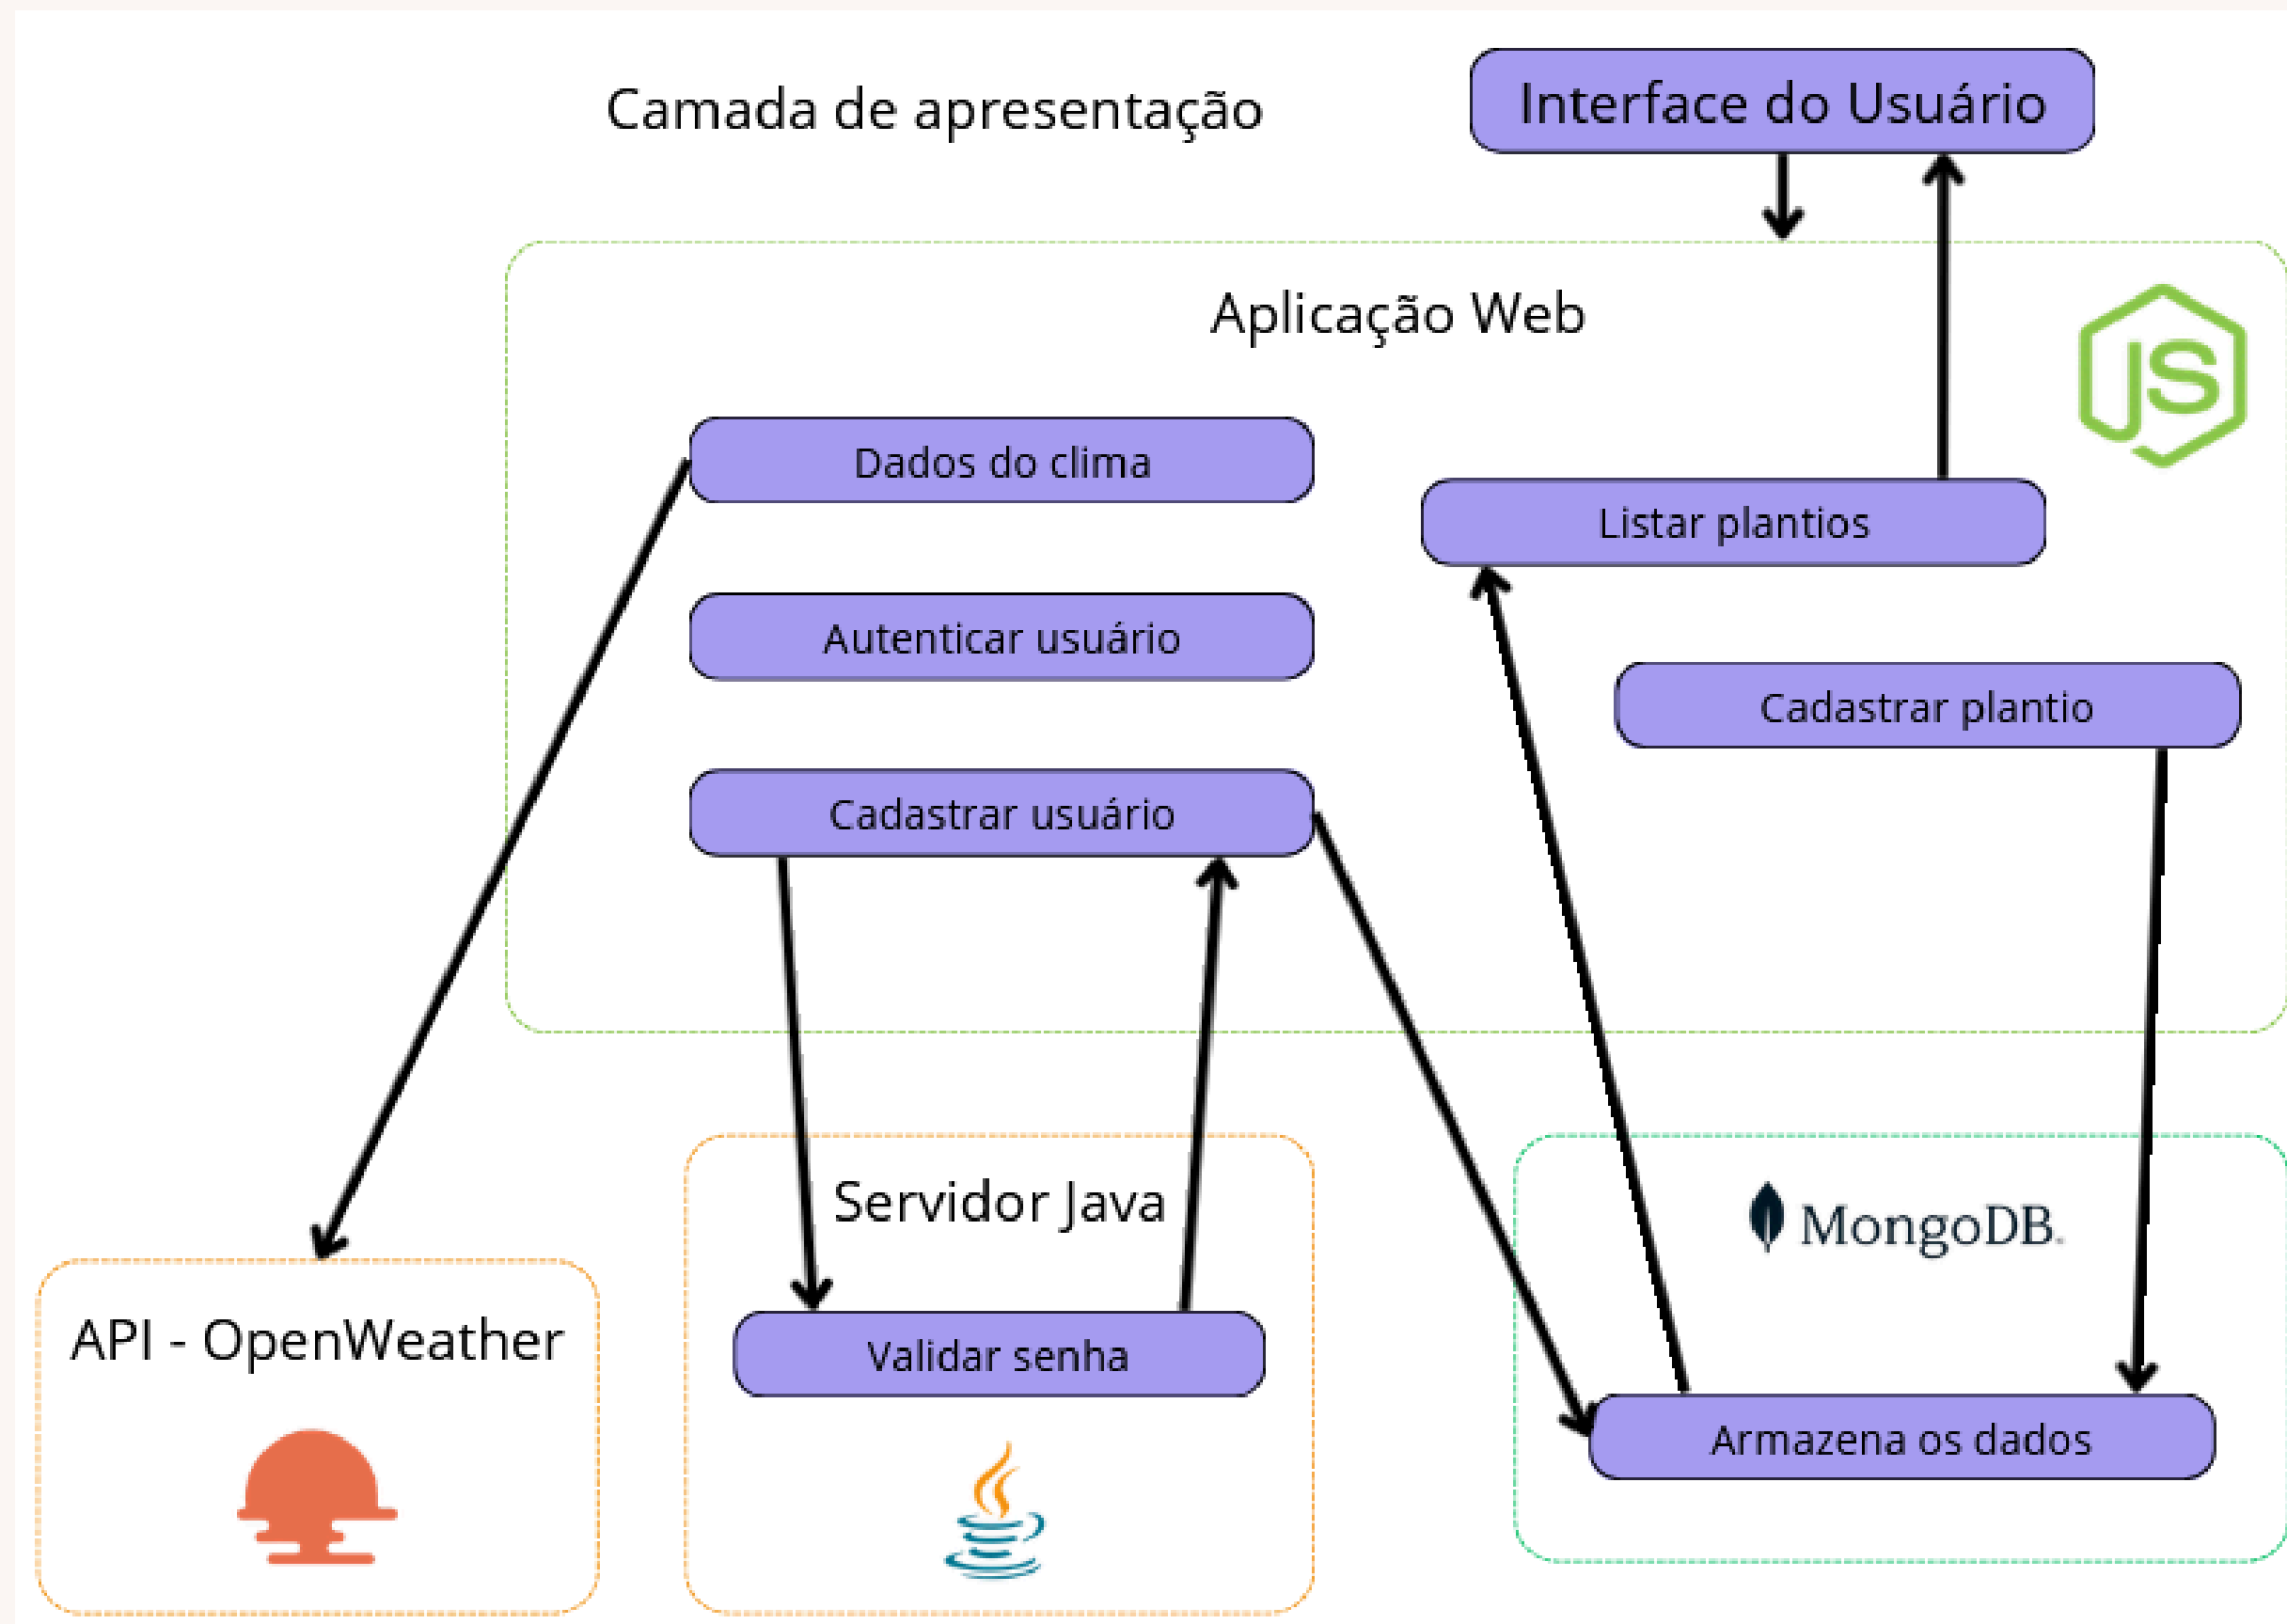 Camada de apresentação
Interface do Usuário
Aplicação Web
JS
Dados do clima
Listar plantios
Autenticar usuário
Cadastrar plantio
Cadastrar usuário
API - OpenWeather
Servidor Java
Validar senha
MongoDB.
Armazena os dados